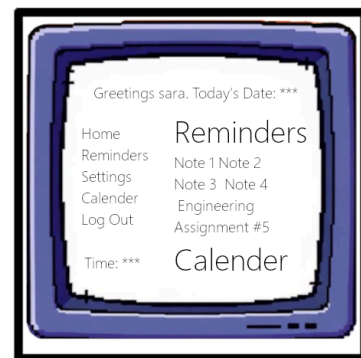 Greetings sara. Today's Date: ***
Home
Reminders
Settings
Calender
Log Out
Time: ***
Reminders
Note 1 Note 2
Note 3 Note 4
Engineering
Assignment #5
Calender